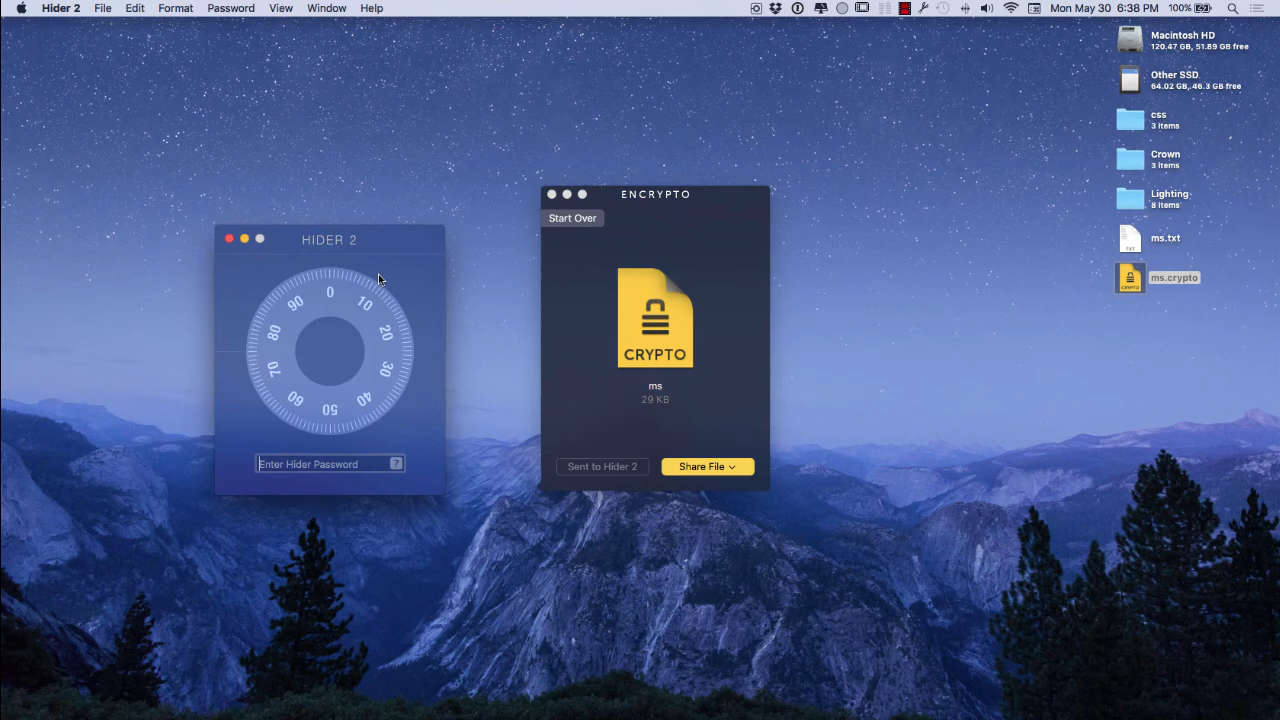 Hider 2 File Edit Format Password View Window Help
Mon May 30 6:38 PM 100%
Macintosh HD
120.47 GB, 51.89 GB free
Other SSD
64.02 GB, 46.3 GB free
css
3 items
Crown
3 items
Lighting
8 items
ms.txt
TXT
ms.crypto
CRYPTO
HIDER 2
0
10
20
30
40
50
60
70
80
90
Enter Hider Password ?
ENCRYPTO
Start Over
CRYPTO
ms
29 KB
Sent to Hider 2
Share File